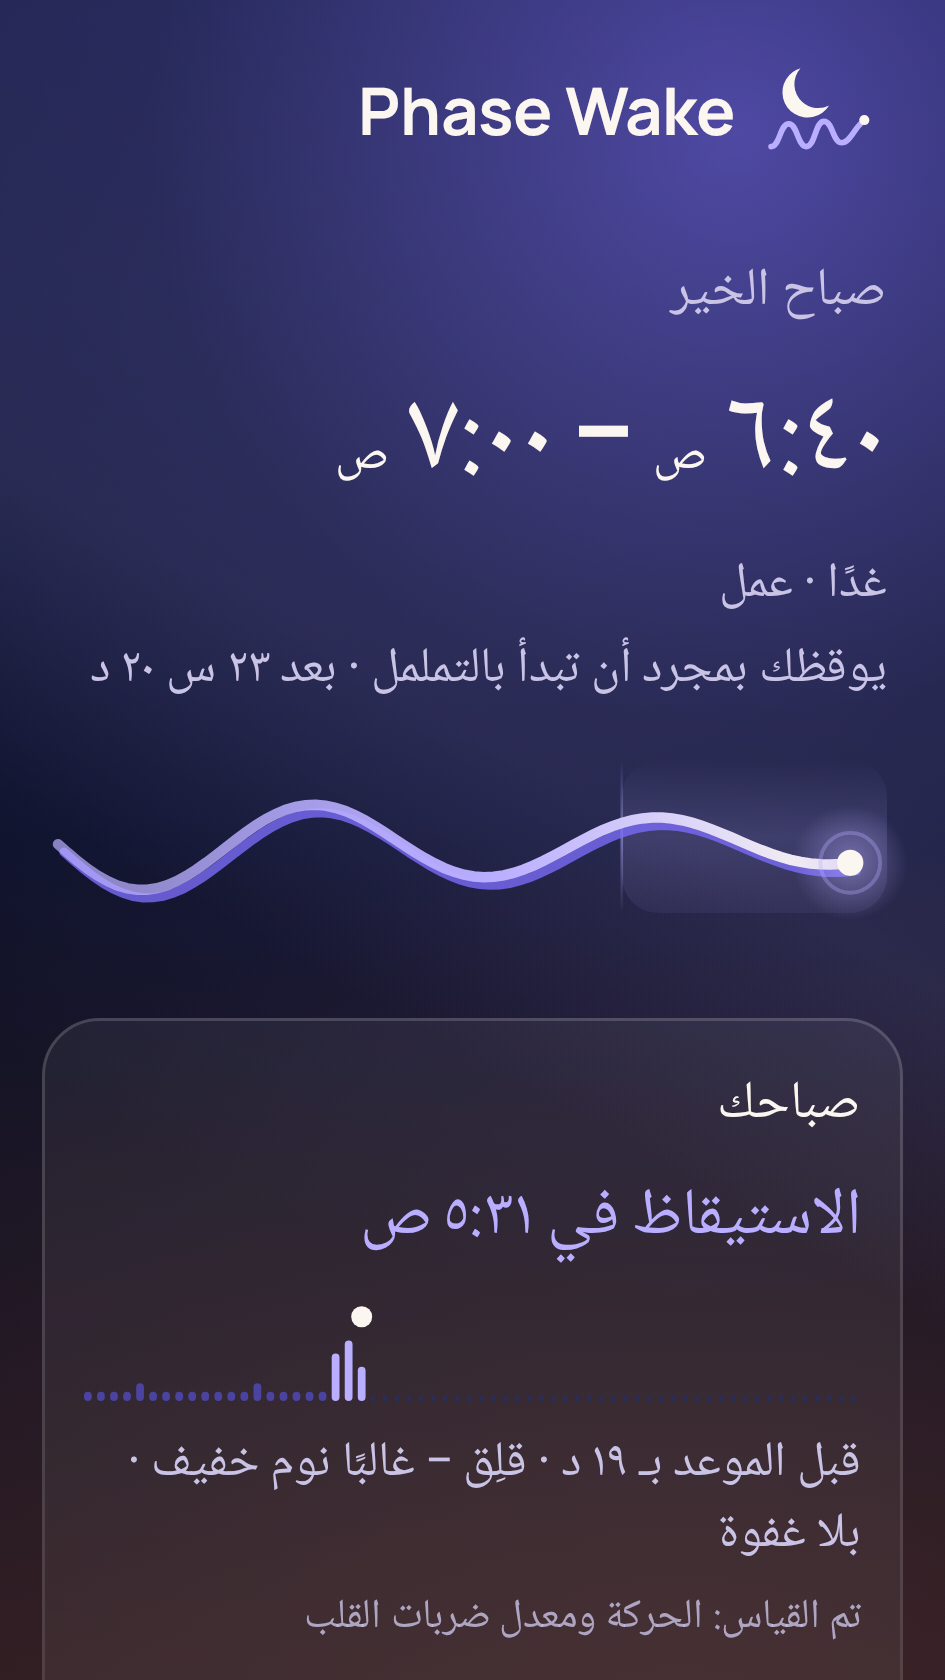 Phase Wake
صباح الخير
٦:٤٠ ص – ٧:٠٠ ص
غدًا · عمل
يوقظك بمجرد أن تبدأ بالتململ · بعد ٢٣ س ٢٠ د
صباحك
الاستيقاظ في ٥:٣١ ص
قبل الموعد بـ ١٩ د · قلِق – غالبًا نوم خفيف ·
بلا غفوة
تم القياس: الحركة ومعدل ضربات القلب